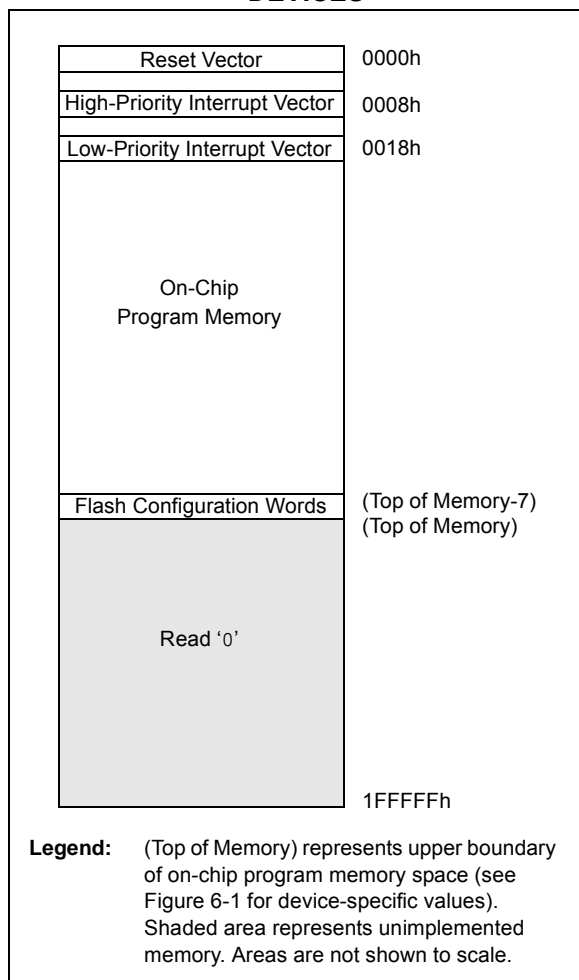 DEVICES
Reset Vector 0000h
High-Priority Interrupt Vector 0008h
Low-Priority Interrupt Vector 0018h
On-Chip
Program Memory
Flash Configuration Words (Top of Memory-7)
(Top of Memory)
Read ‘0’
1FFFFFh
Legend: (Top of Memory) represents upper boundary
of on-chip program memory space (see
Figure 6-1 for device-specific values).
Shaded area represents unimplemented
memory. Areas are not shown to scale.